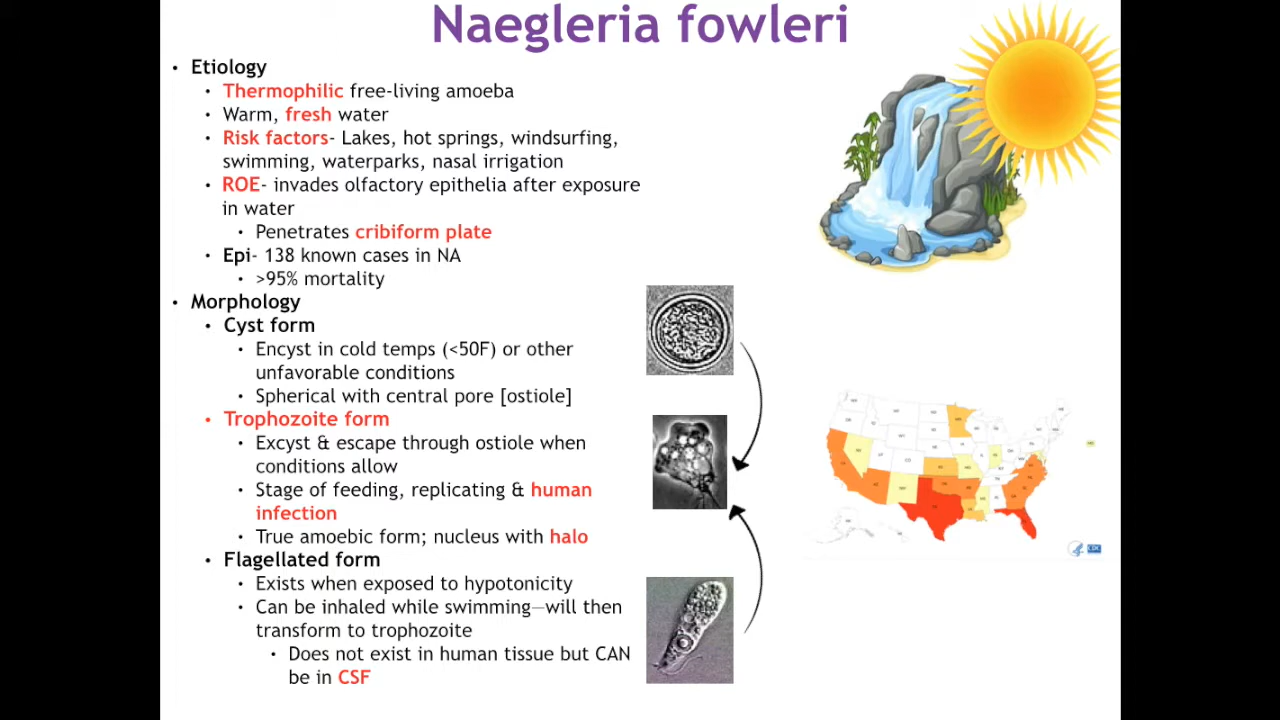 Naegleria fowleri
• Etiology
• Thermophilic free-living amoeba
• Warm, fresh water
• Risk factors- Lakes, hot springs, windsurfing,
swimming, waterparks, nasal irrigation
• ROE- invades olfactory epithelia after exposure
in water
• Penetrates cribiform plate
• Epi- 138 known cases in NA
• >95% mortality
• Morphology
• Cyst form
• Encyst in cold temps (<50F) or other
unfavorable conditions
• Spherical with central pore [ostiole]
• Trophozoite form
• Excyst & escape through ostiole when
conditions allow
• Stage of feeding, replicating & human
infection
• True amoebic form; nucleus with halo
• Flagellated form
• Exists when exposed to hypotonicity
• Can be inhaled while swimming—will then
transform to trophozoite
• Does not exist in human tissue but CAN
be in CSF
CDC